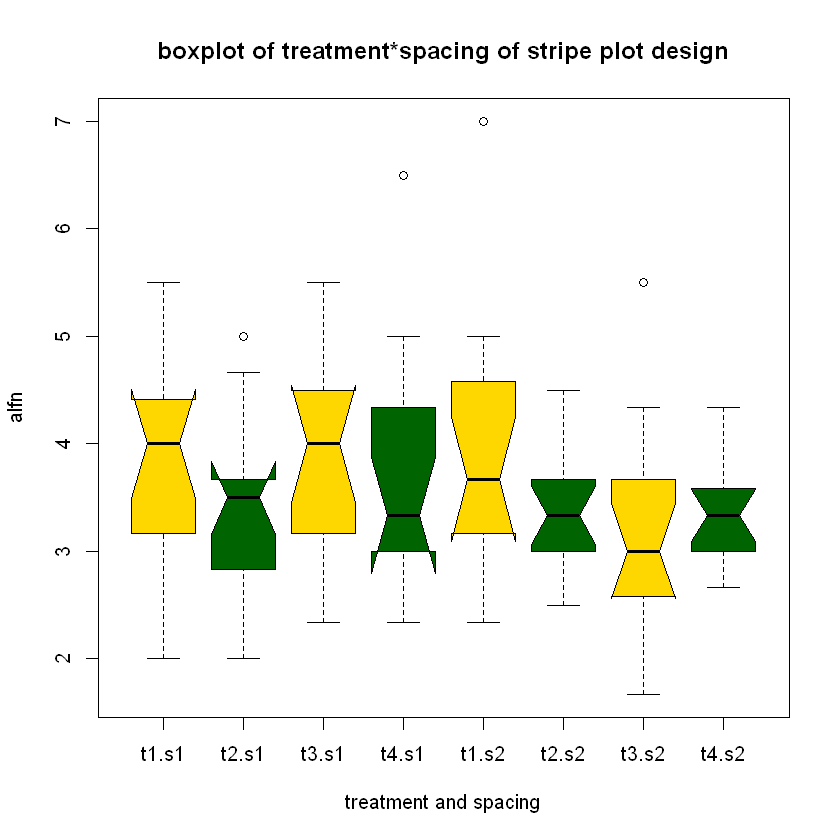 boxplot of treatment*spacing of stripe plot design
7
6
5
4
3
2
alfn
t1.s1 t2.s1 t3.s1 t4.s1 t1.s2 t2.s2 t3.s2 t4.s2
treatment and spacing